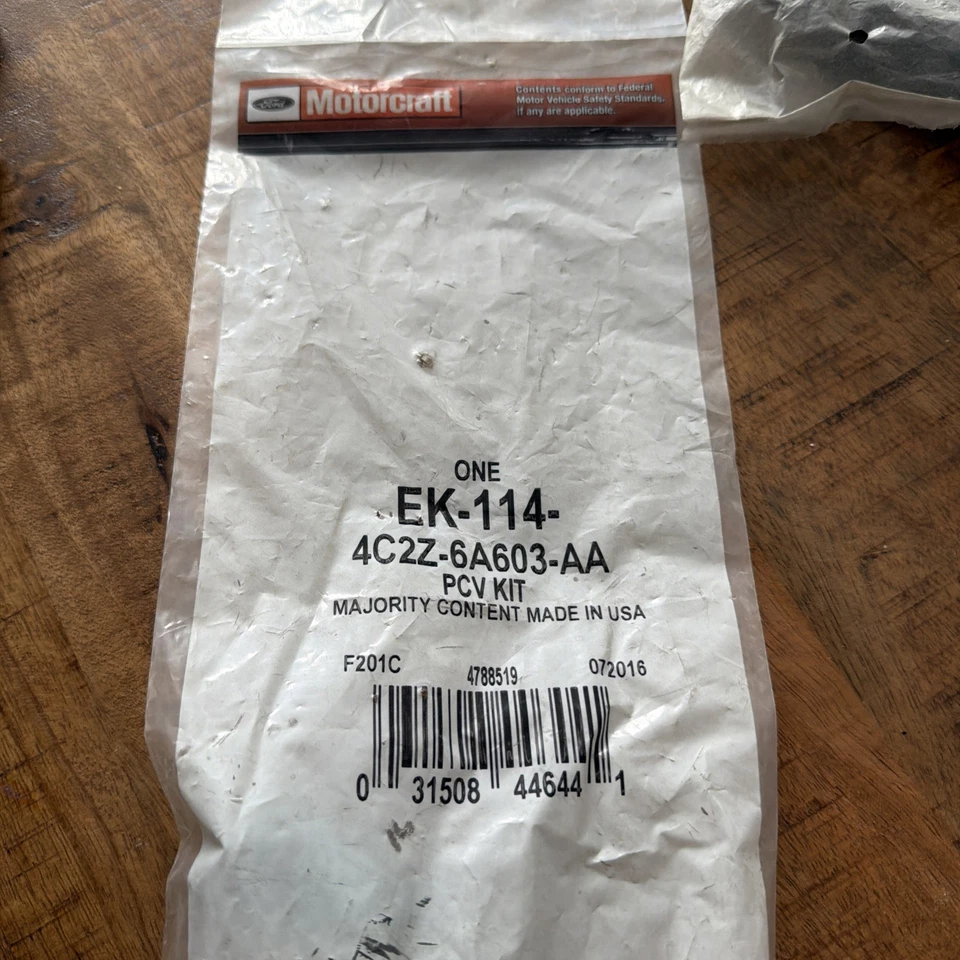 Ford Motorcraft
Contents conform to Federal
Motor Vehicle Safety Standards.
if any are applicable.
ONE
EK-114-
4C2Z-6A603-AA
PCV KIT
MAJORITY CONTENT MADE IN USA
F201C 4788519 072016
0 31508 44644 1